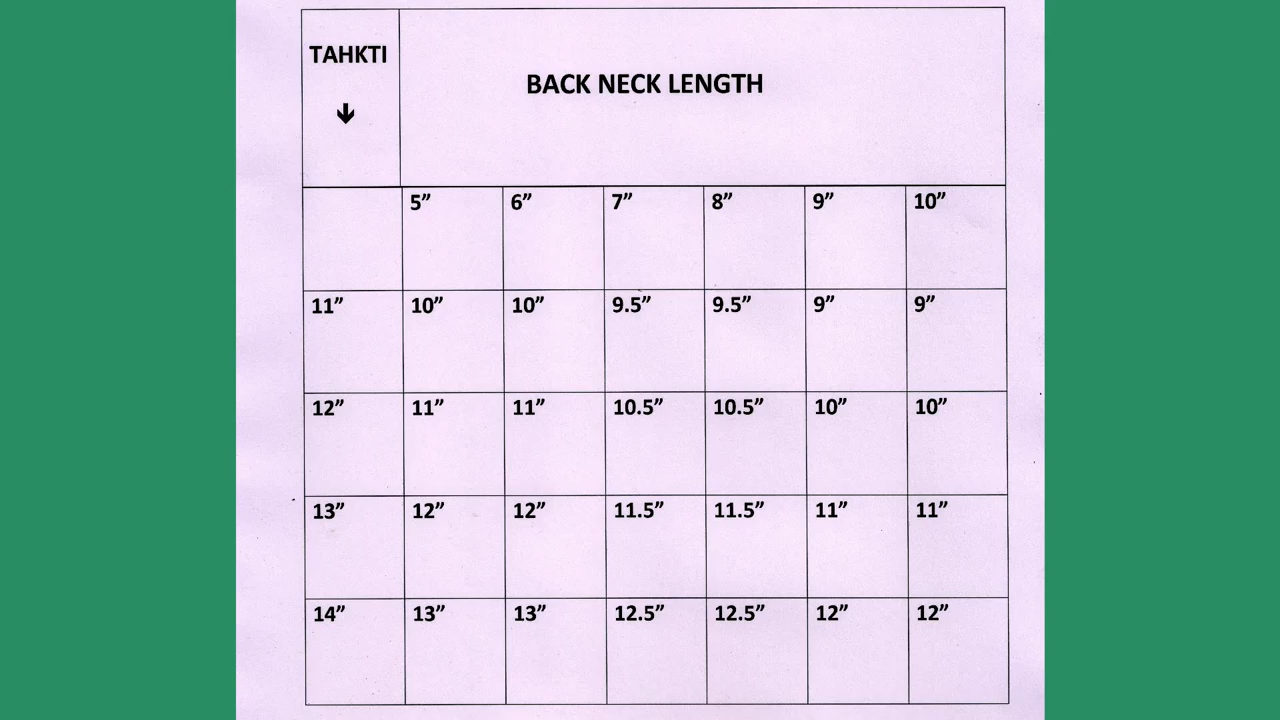 TAHKTI
↓
BACK NECK LENGTH
5” 6” 7” 8” 9” 10”
11” 10” 10” 9.5” 9.5” 9” 9”
12” 11” 11” 10.5” 10.5” 10” 10”
13” 12” 12” 11.5” 11.5” 11” 11”
14” 13” 13” 12.5” 12.5” 12” 12”